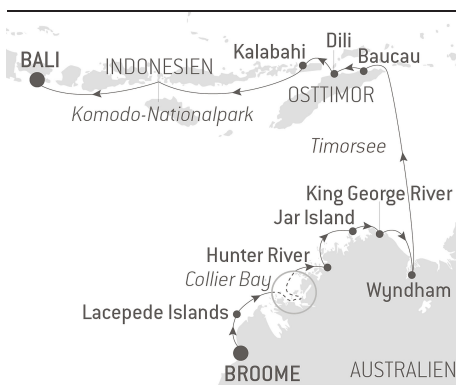 Dili
Kalabahi
Baucau
BALI
INDONESIEN
OSTTIMOR
Komodo-Nationalpark
Timorsee
King George River
Jar Island
Hunter River
Collier Bay
Wyndham
Lacepede Islands
AUSTRALIEN
BROOME